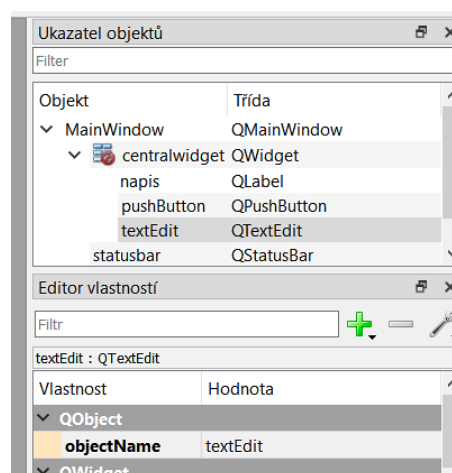 Ukazatel objektů
Filter
Objekt Třída
MainWindow QMainWindow
centralwidget QWidget
napis QLabel
pushButton QPushButton
textEdit QTextEdit
statusbar QStatusBar
Editor vlastností
Filtr
textEdit : QTextEdit
Vlastnost Hodnota
QObject
objectName textEdit
QWidget